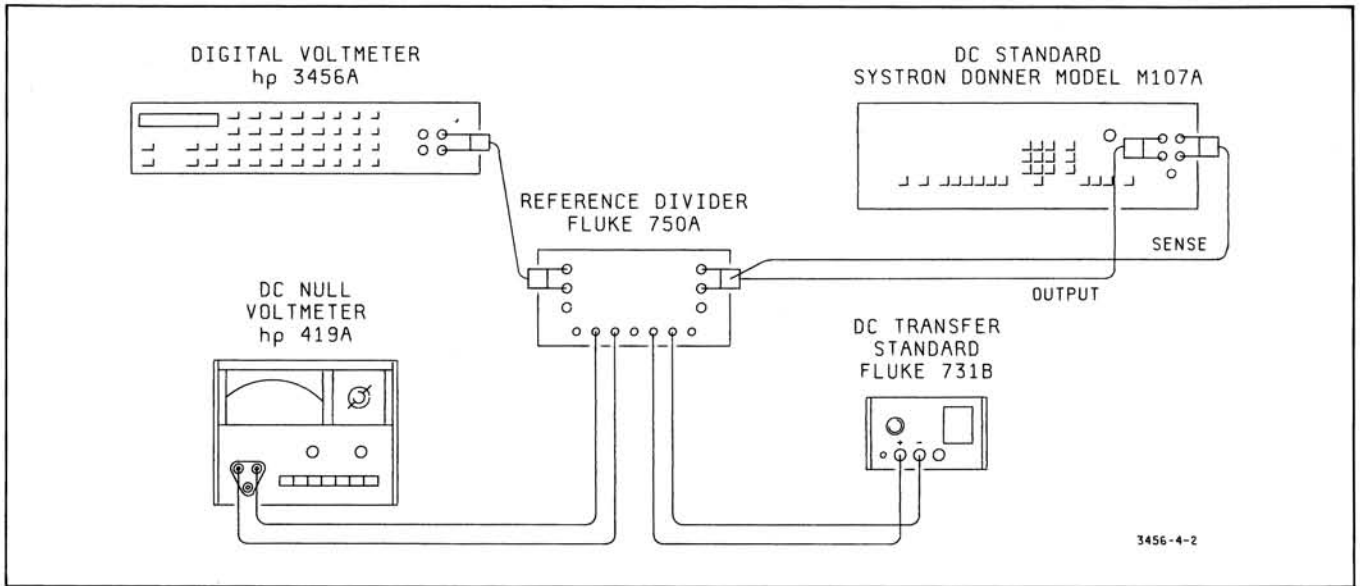 DIGITAL VOLTMETER
hp 3456A
DC STANDARD
SYSTRON DONNER MODEL M107A
REFERENCE DIVIDER
FLUKE 750A
SENSE
OUTPUT
DC NULL
VOLTMETER
hp 419A
DC TRANSFER
STANDARD
FLUKE 731B
+ -
3456-4-2